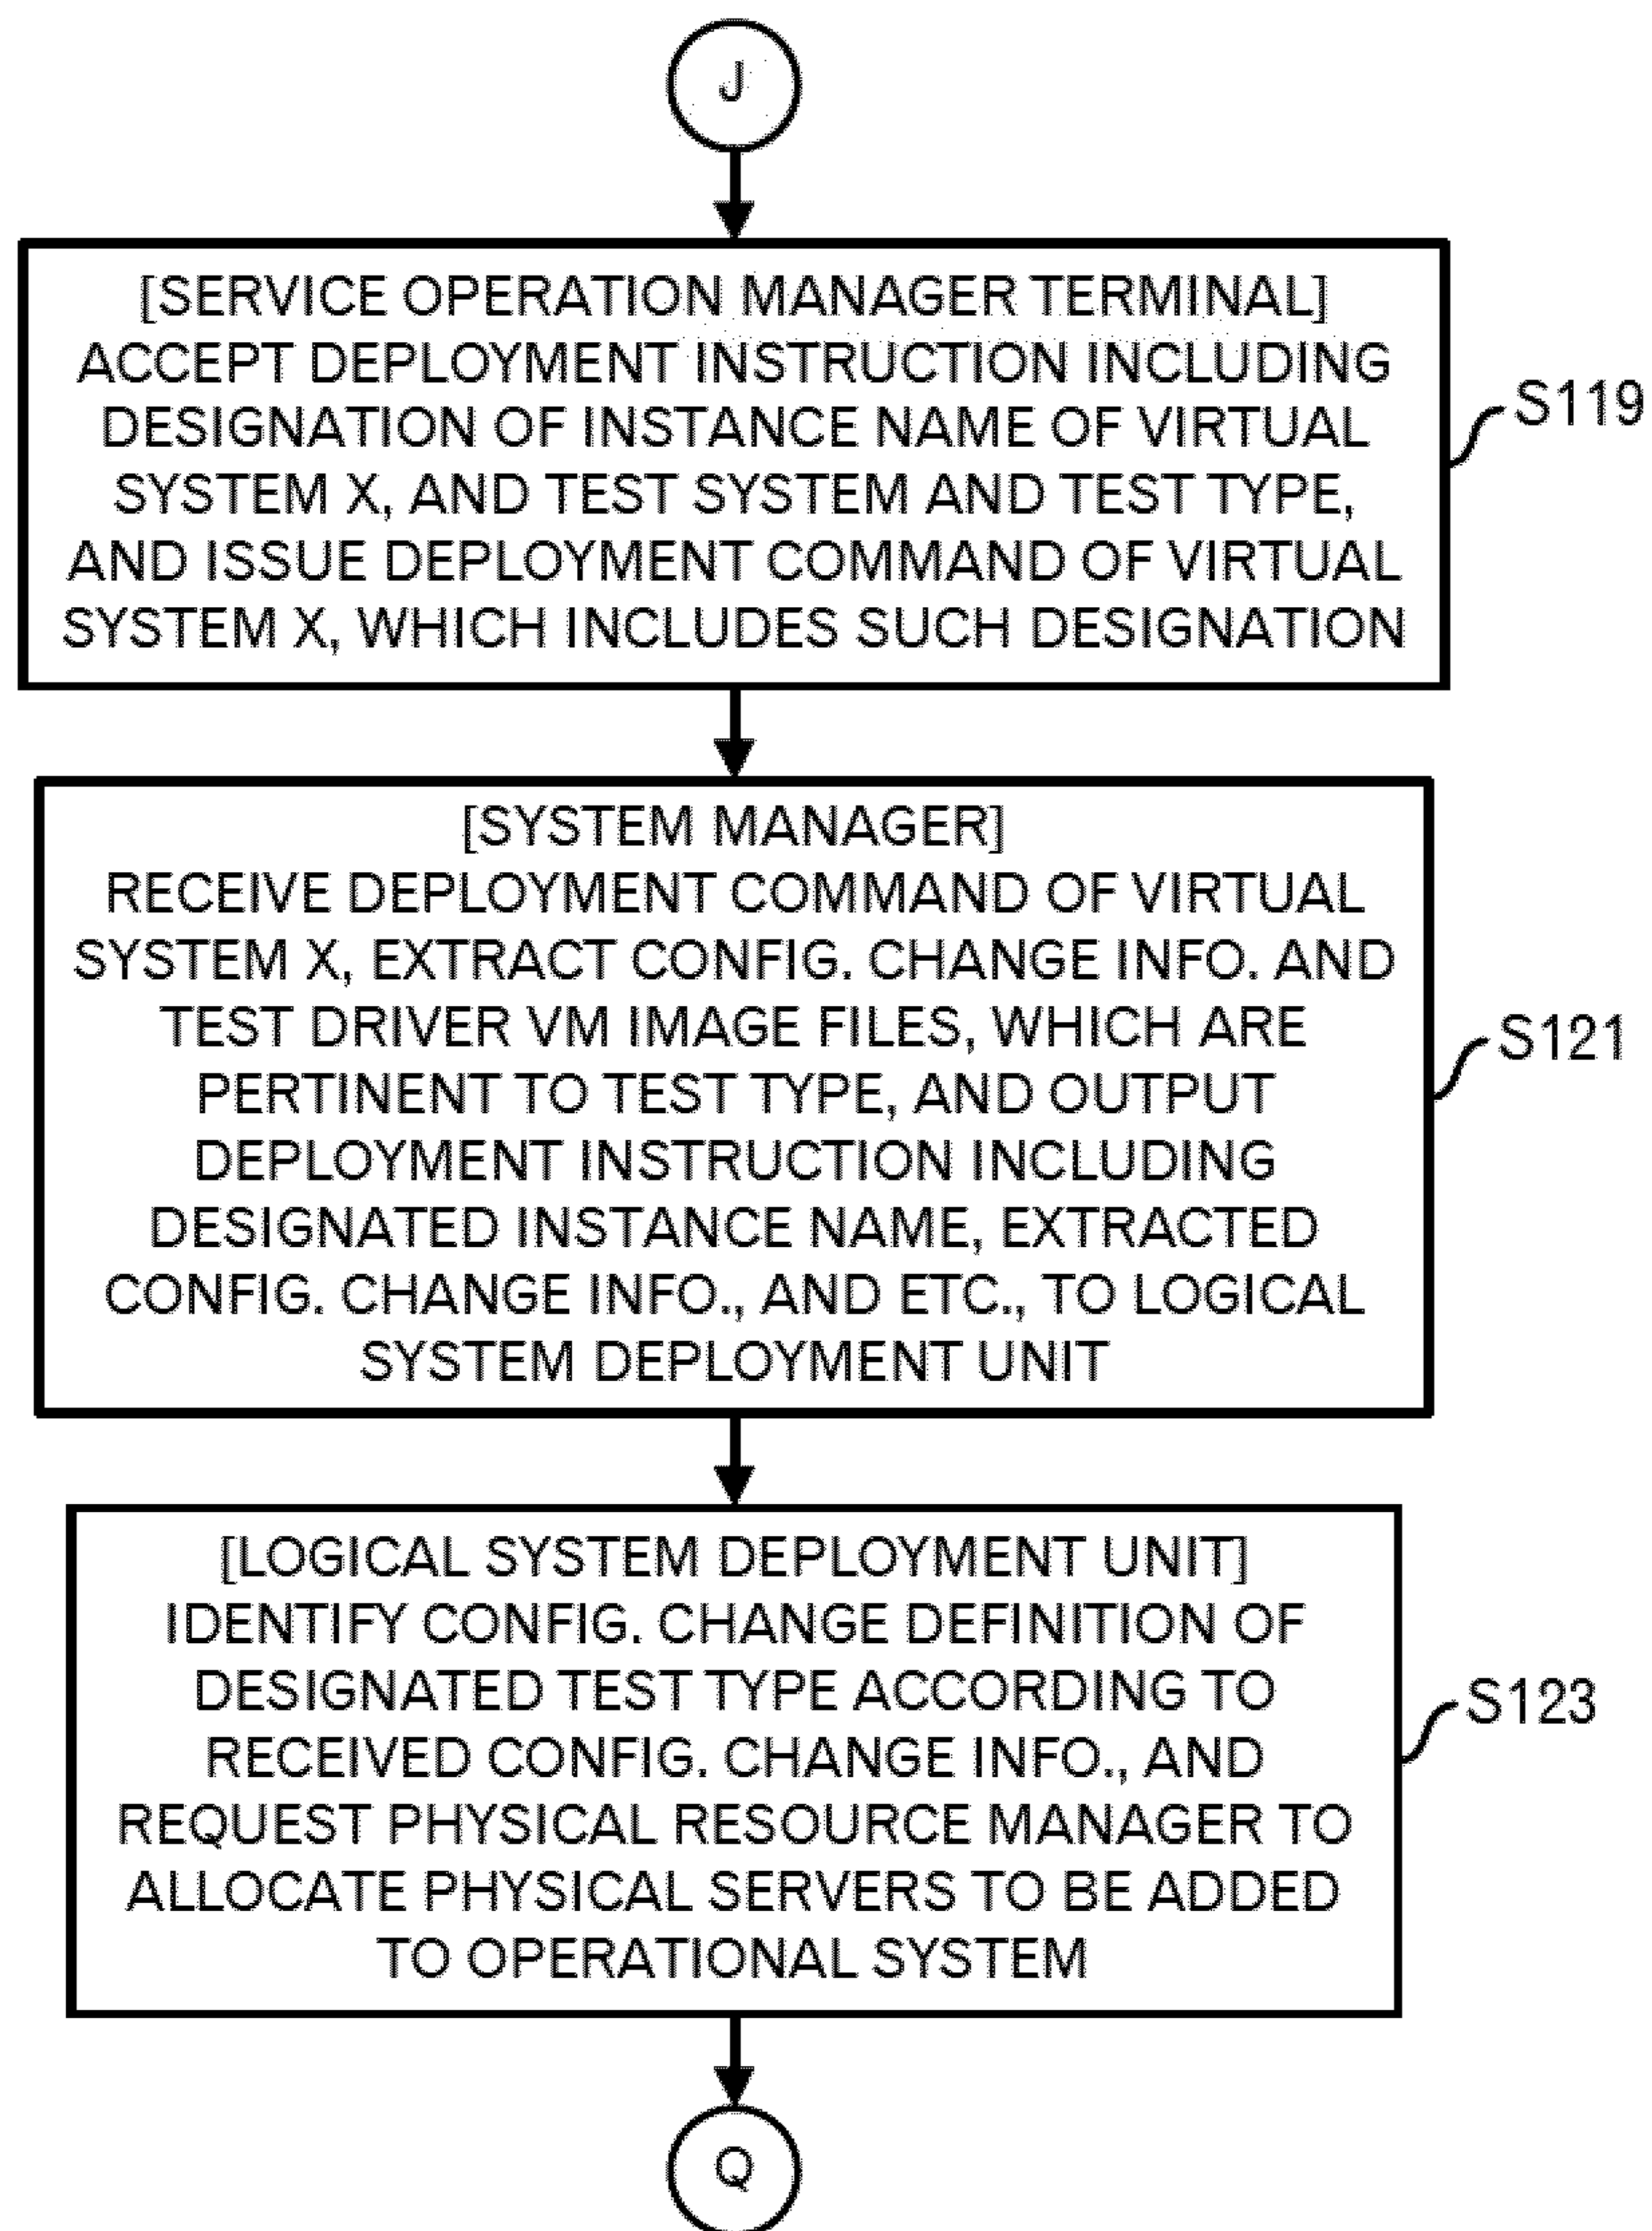 J
[SERVICE OPERATION MANAGER TERMINAL]
ACCEPT DEPLOYMENT INSTRUCTION INCLUDING
DESIGNATION OF INSTANCE NAME OF VIRTUAL
SYSTEM X, AND TEST SYSTEM AND TEST TYPE,
AND ISSUE DEPLOYMENT COMMAND OF VIRTUAL
SYSTEM X, WHICH INCLUDES SUCH DESIGNATION
S119
[SYSTEM MANAGER]
RECEIVE DEPLOYMENT COMMAND OF VIRTUAL
SYSTEM X, EXTRACT CONFIG. CHANGE INFO. AND
TEST DRIVER VM IMAGE FILES, WHICH ARE
PERTINENT TO TEST TYPE, AND OUTPUT
DEPLOYMENT INSTRUCTION INCLUDING
DESIGNATED INSTANCE NAME, EXTRACTED
CONFIG. CHANGE INFO., AND ETC., TO LOGICAL
SYSTEM DEPLOYMENT UNIT
S121
[LOGICAL SYSTEM DEPLOYMENT UNIT]
IDENTIFY CONFIG. CHANGE DEFINITION OF
DESIGNATED TEST TYPE ACCORDING TO
RECEIVED CONFIG. CHANGE INFO., AND
REQUEST PHYSICAL RESOURCE MANAGER TO
ALLOCATE PHYSICAL SERVERS TO BE ADDED
TO OPERATIONAL SYSTEM
S123
Q